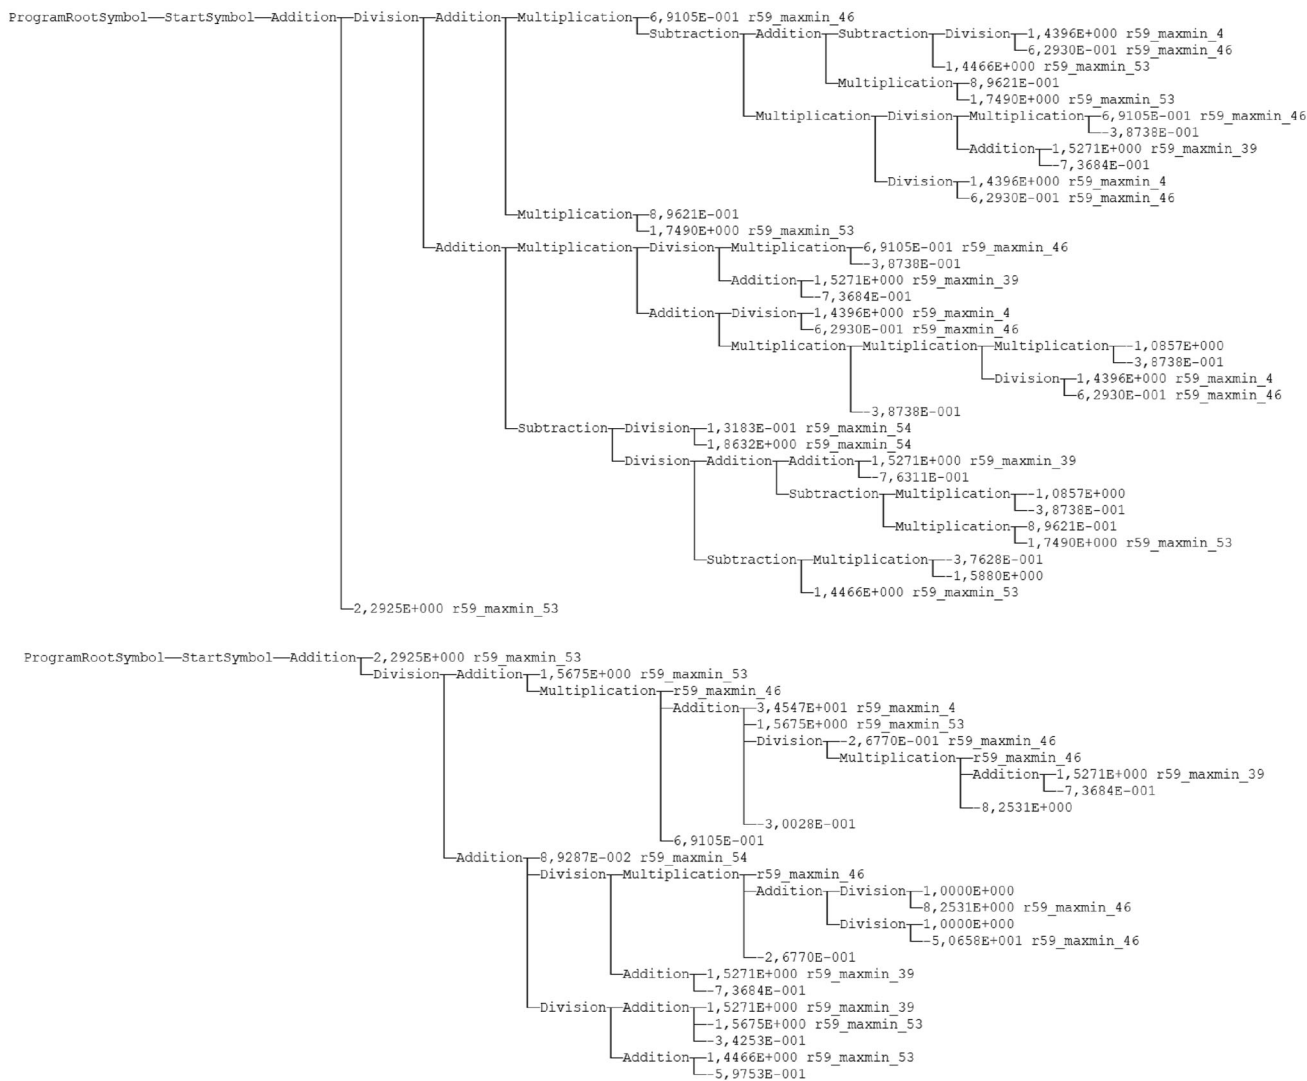 ProgramRootSymbol StartSymbol Addition Division Addition Multiplication 6,9105E-001 r59_maxmin_46
Subtraction Addition Subtraction Division 1,4396E+000 r59_maxmin_4
6,2930E-001 r59_maxmin_46
1,4466E+000 r59_maxmin_53
Multiplication 8,9621E-001
1,7490E+000 r59_maxmin_53
Multiplication Division Multiplication 6,9105E-001 r59_maxmin_46
-3,8738E-001
Addition 1,5271E+000 r59_maxmin_39
-7,3684E-001
Division 1,4396E+000 r59_maxmin_4
6,2930E-001 r59_maxmin_46
Multiplication 8,9621E-001
1,7490E+000 r59_maxmin_53
Addition Multiplication Division Multiplication 6,9105E-001 r59_maxmin_46
-3,8738E-001
Addition 1,5271E+000 r59_maxmin_39
-7,3684E-001
Addition Division 1,4396E+000 r59_maxmin_4
6,2930E-001 r59_maxmin_46
Multiplication Multiplication Multiplication -1,0857E+000
-3,8738E-001
Division 1,4396E+000 r59_maxmin_4
6,2930E-001 r59_maxmin_46
-3,8738E-001
Subtraction Division 1,3183E-001 r59_maxmin_54
1,8632E+000 r59_maxmin_54
Division Addition Addition 1,5271E+000 r59_maxmin_39
-7,6311E-001
Subtraction Multiplication -1,0857E+000
-3,8738E-001
Multiplication 8,9621E-001
1,7490E+000 r59_maxmin_53
Subtraction Multiplication -3,7628E-001
-1,5880E+000
1,4466E+000 r59_maxmin_53
2,2925E+000 r59_maxmin_53
ProgramRootSymbol StartSymbol Addition 2,2925E+000 r59_maxmin_53
Division Addition 1,5675E+000 r59_maxmin_53
Multiplication r59_maxmin_46
Addition 3,4547E+001 r59_maxmin_4
1,5675E+000 r59_maxmin_53
Division -2,6770E-001 r59_maxmin_46
Multiplication r59_maxmin_46
Addition 1,5271E+000 r59_maxmin_39
-7,3684E-001
-8,2531E+000
-3,0028E-001
6,9105E-001
Addition 8,9287E-002 r59_maxmin_54
Division Multiplication r59_maxmin_46
Addition Division 1,0000E+000
8,2531E+000 r59_maxmin_46
Division 1,0000E+000
-5,0658E+001 r59_maxmin_46
-2,6770E-001
Addition 1,5271E+000 r59_maxmin_39
-7,3684E-001
Division Addition 1,5271E+000 r59_maxmin_39
-1,5675E+000 r59_maxmin_53
-3,4253E-001
Addition 1,4466E+000 r59_maxmin_53
-5,9753E-001